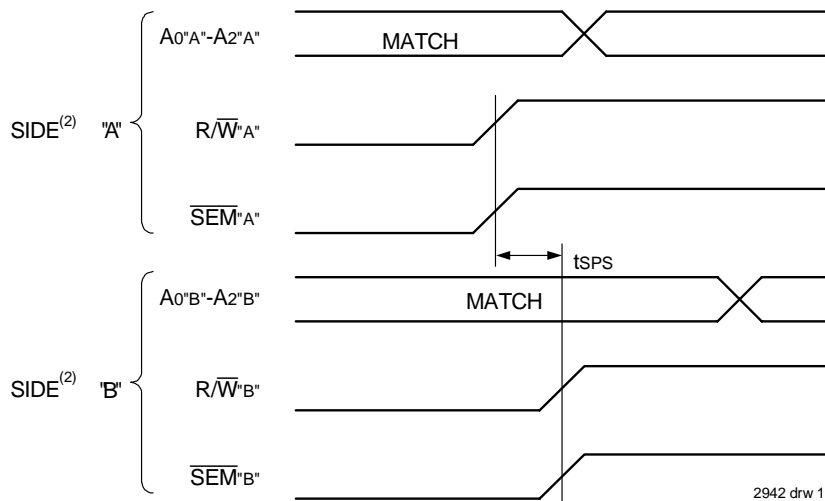 A0"A"-A2"A"
MATCH
SIDE(2) "A"
R/W"A"
SEM"A"
tSPS
A0"B"-A2"B"
MATCH
SIDE(2) "B"
R/W"B"
SEM"B"
2942 drw 1